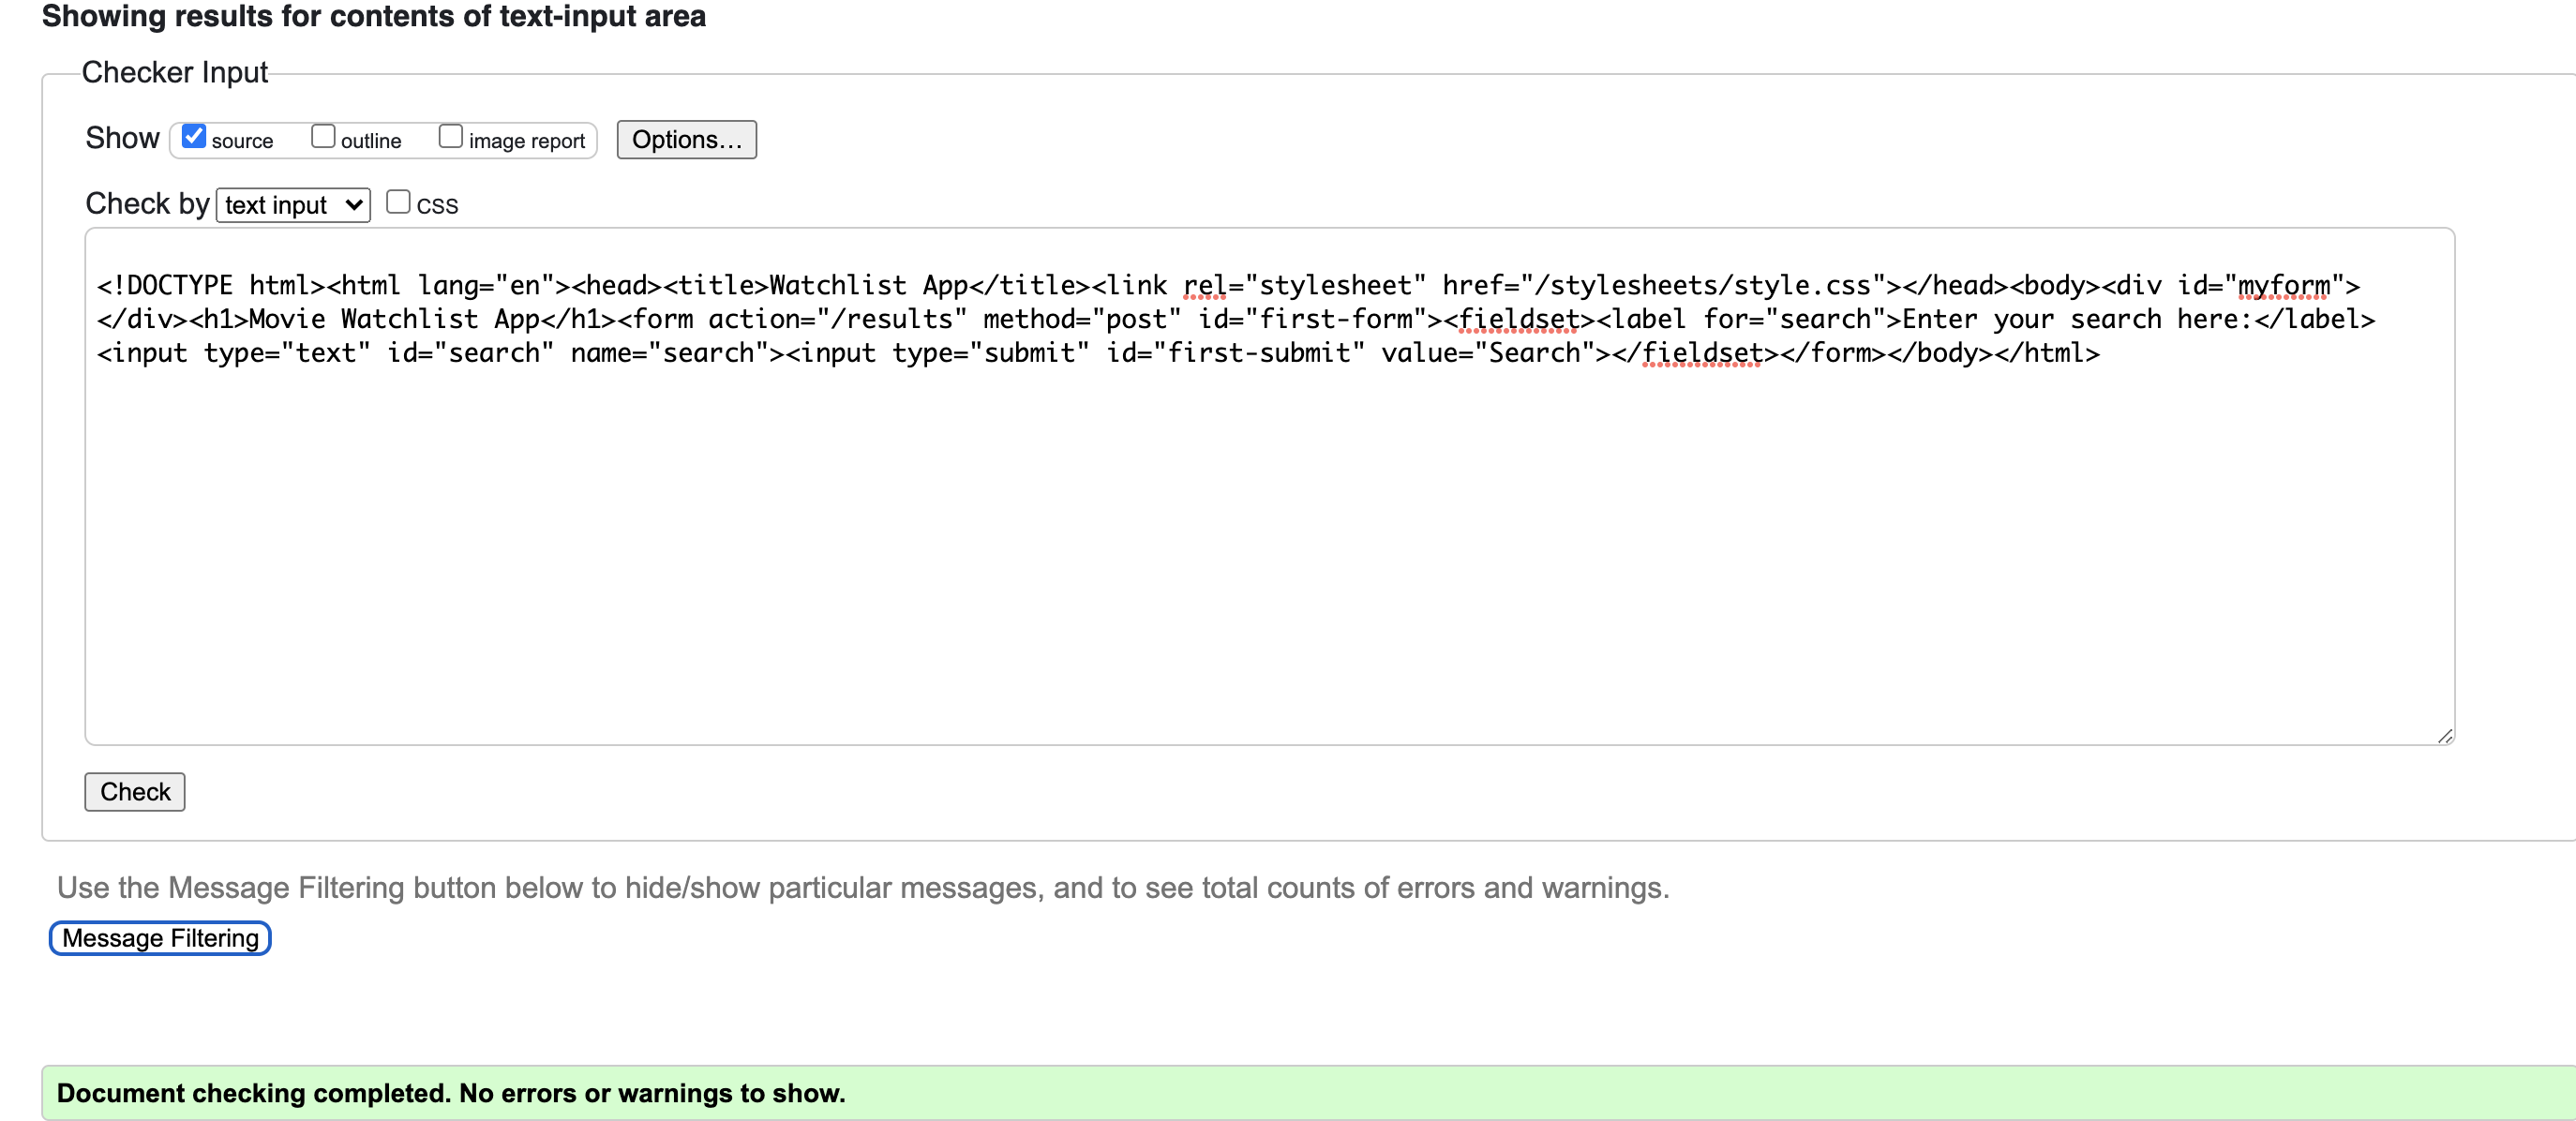 Showing results for contents of text-input area
Checker Input
Show source outline image report Options...
Check by text input CSS
<!DOCTYPE html><html lang="en"><head><title>Watchlist App</title><link rel="stylesheet" href="/stylesheets/style.css"></head><body><div id="myform">
</div><h1>Movie Watchlist App</h1><form action="/results" method="post" id="first-form"><fieldset><label for="search">Enter your search here:</label>
<input type="text" id="search" name="search"><input type="submit" id="first-submit" value="Search"></fieldset></form></body></html>
Check
Use the Message Filtering button below to hide/show particular messages, and to see total counts of errors and warnings.
Message Filtering
Document checking completed. No errors or warnings to show.